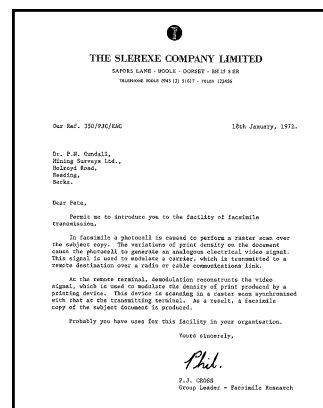 THE SLEREXE COMPANY LIMITED
SAPORS LANE - BOOLE - DORSET - BH 25 8 ER
TELEPHONE BOOLE (945 13) 51617 - TELEX 123456
Our Ref. 350/PJC/EAC
18th January, 1972.
Dr. P.N. Cundall,
Mining Surveys Ltd.,
Holroyd Road,
Reading,
Berks.
Dear Pete,
Permit me to introduce you to the facility of facsimile
transmission.
In facsimile a photocell is caused to perform a raster scan over
the subject copy. The variations of print density on the document
cause the photocell to generate an analogous electrical video signal.
This signal is used to modulate a carrier, which is transmitted to a
remote destination over a radio or cable communications link.
At the remote terminal, demodulation reconstructs the video
signal, which is used to modulate the density of print produced by a
printing device. This device is scanning in a raster scan synchronised
with that at the transmitting terminal. As a result, a facsimile
copy of the subject document is produced.
Probably you have uses for this facility in your organisation.
Yours sincerely,
Phil.
P.J. CROSS
Group Leader - Facsimile Research